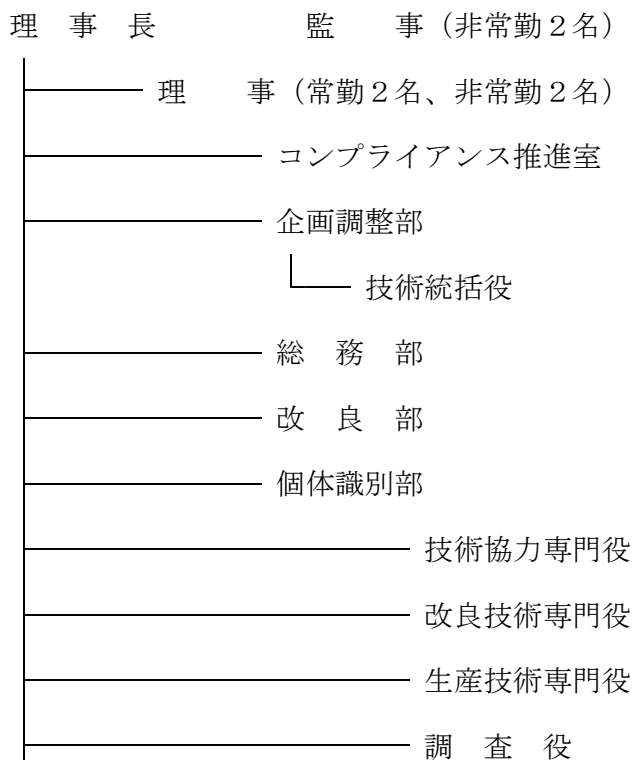 理 事 長 監 事(非常勤２名)
理 事(常勤２名、非常勤２名)
コンプライアンス推進室
企画調整部
技術統括役
総 務 部
改 良 部
個体識別部
技術協力専門役
改良技術専門役
生産技術専門役
調 査 役